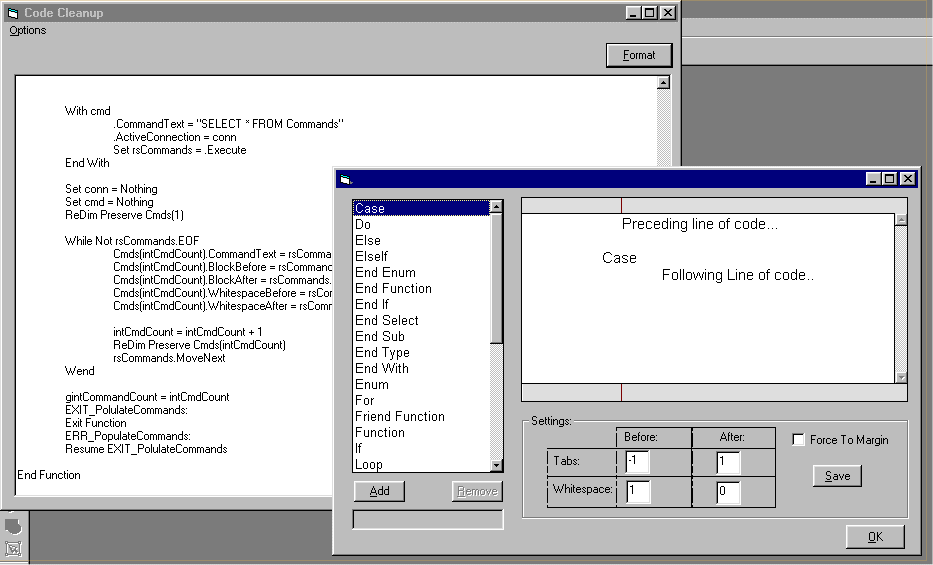 Code Cleanup
Options
Format
With cmd
.CommandText = "SELECT * FROM Commands"
.ActiveConnection = conn
Set rsCommands = .Execute
End With
Set conn = Nothing
Set cmd = Nothing
ReDim Preserve Cmds(1)
While Not rsCommands.EOF
Cmds(intCmdCount).CommandText = rsComma
Cmds(intCmdCount).BlockBefore = rsCommand
Cmds(intCmdCount).BlockAfter = rsCommands.
Cmds(intCmdCount).WhitespaceBefore = rsCor
Cmds(intCmdCount).WhitespaceAfter = rsComm
intCmdCount = intCmdCount + 1
ReDim Preserve Cmds(intCmdCount)
rsCommands.MoveNext
Wend
gintCommandCount = intCmdCount
EXIT_PolulateCommands:
Exit Function
ERR_PopulateCommands:
Resume EXIT_PolulateCommands
End Function
Case
Do
Else
ElseIf
End Enum
End Function
End If
End Select
End Sub
End Type
End With
Enum
For
Friend Function
Function
If
Loop
Add
Remove
Preceding line of code...
Case
Following Line of code..
Settings:
Before: After:
Tabs: -1 1
Whitespace: 1 0
Force To Margin
Save
OK